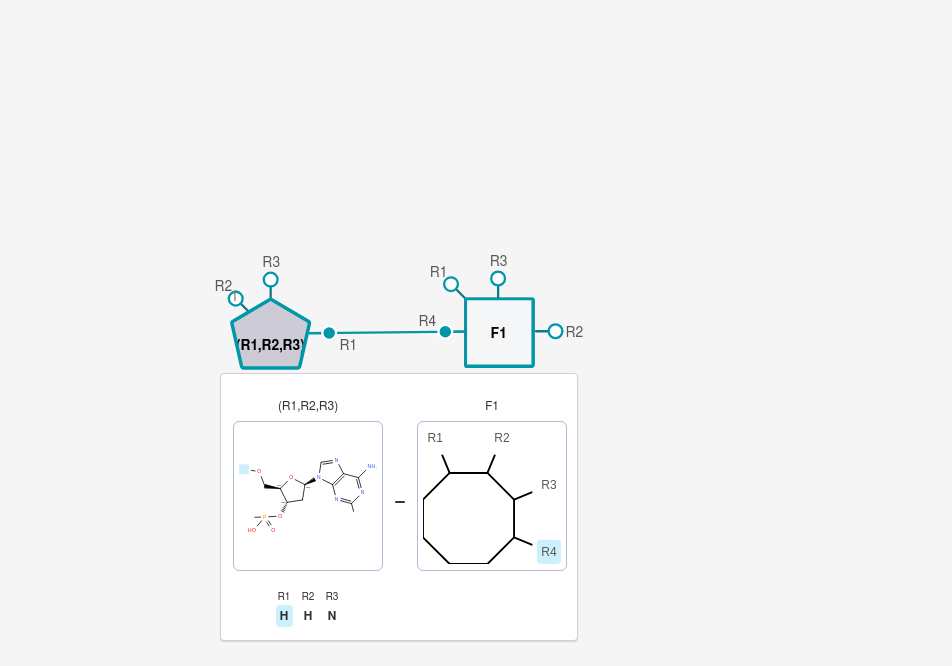 R3
R3
R1
R2
R4
(R1,R2,R3)
R1
F1
R2
(R1,R2,R3)
F1
R1
R2
R3
R4
O
O
N
N
N
N
NH₂
O
P
HO
O
R1 R2 R3
H H N